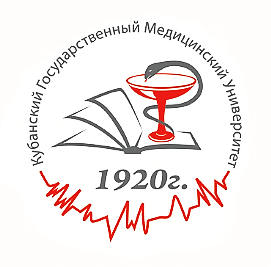 Кубанский Государственный Медицинский Университет
1920г.